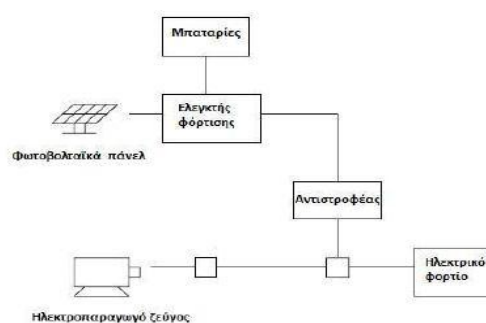 Μπαταρίες
Ελεγκτής
φόρτισης
Φωτοβολταϊκά πάνελ
Αντιστροφέας
Ηλεκτρικό
φορτίο
Ηλεκτροπαραγωγό ζεύγος